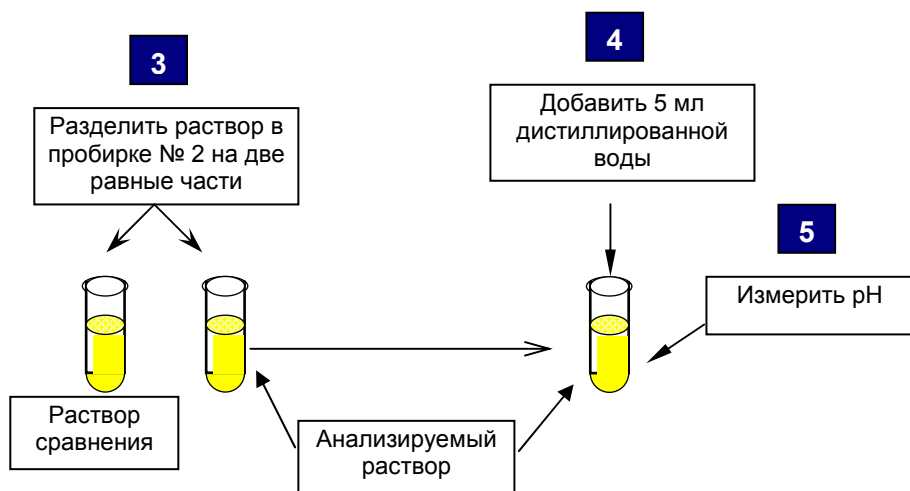 3
Разделить раствор в
пробирке № 2 на две
равные части
4
Добавить 5 мл
дистиллированной
воды
5
Измерить pH
Раствор
сравнения
Анализируемый
раствор